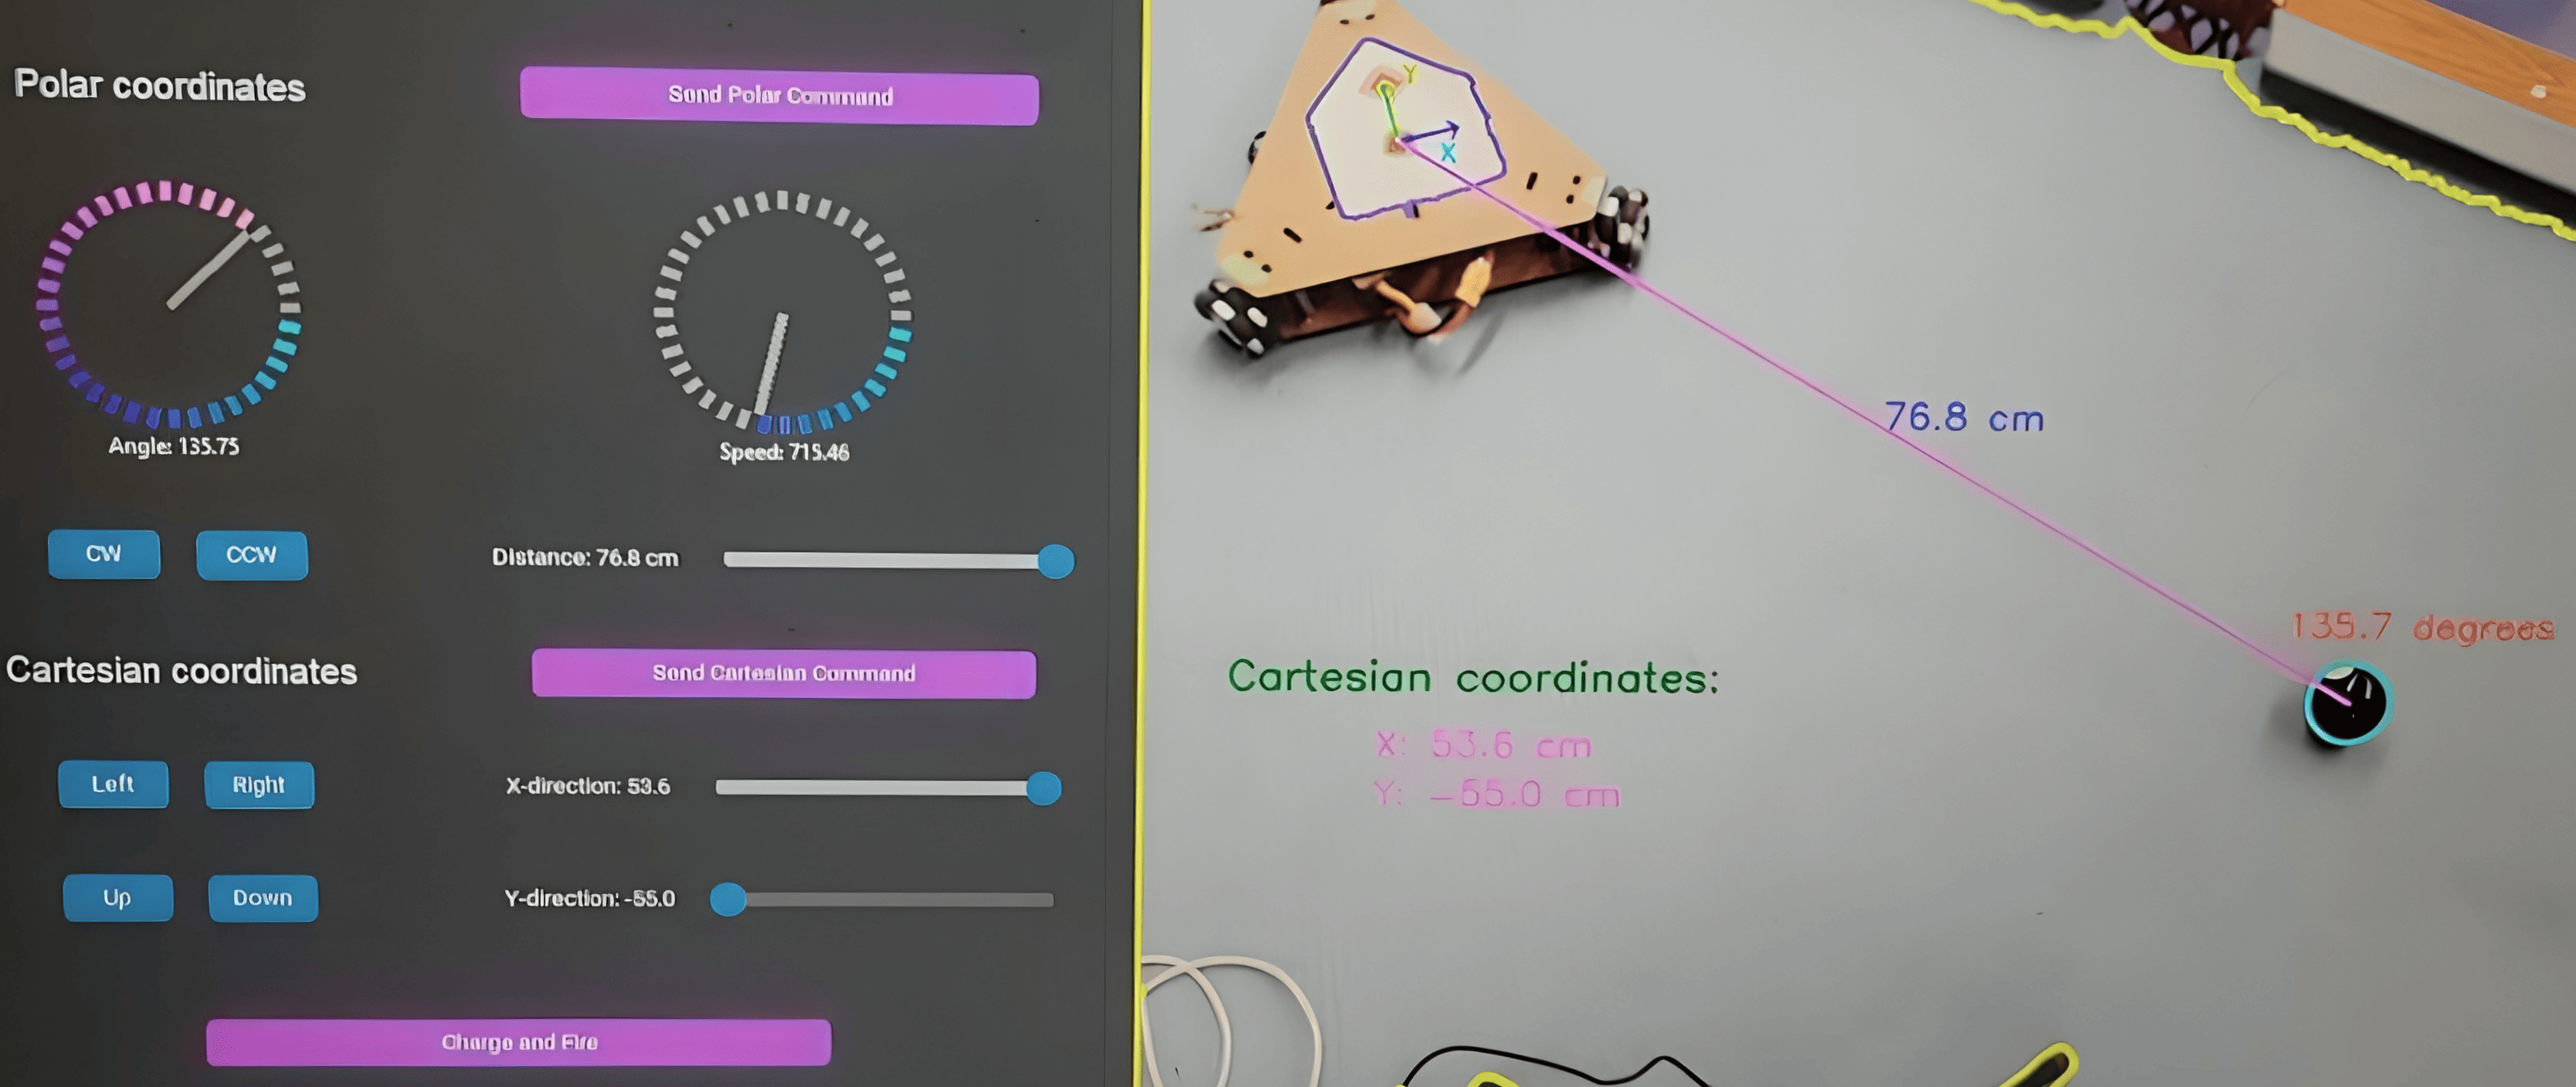 Polar coordinates
Send Polar Command
Angle: 135.75
Speed: 715.46
CW
CCW
Distance: 76.8 cm
Cartesian coordinates
Send Cartesian Command
Left
Right
X-direction: 53.6
Up
Down
Y-direction: -55.0
Charge and Fire
Y
X
76.8 cm
135.7 degrees
Cartesian coordinates:
X: 53.6 cm
Y: -55.0 cm